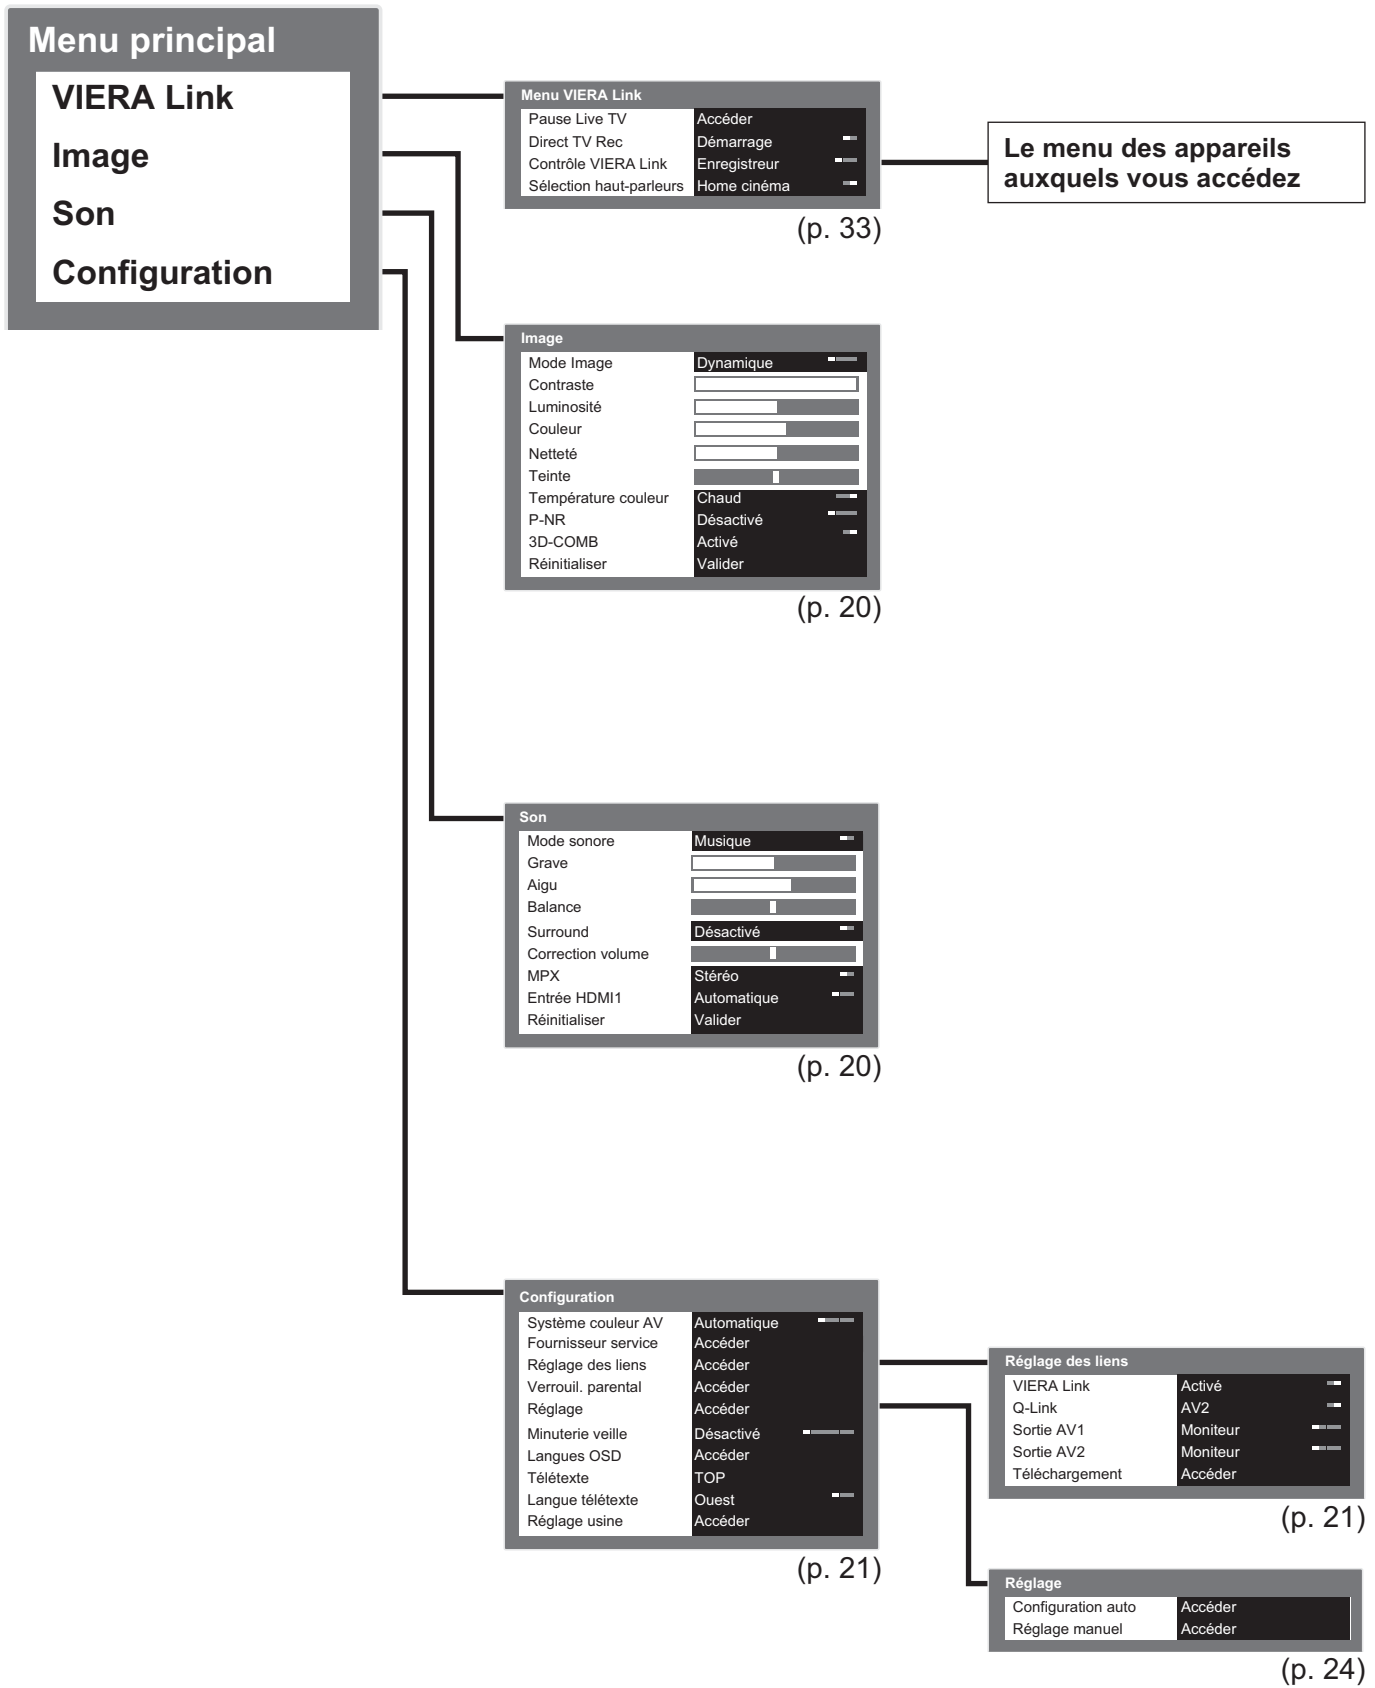 Menu principal
VIERA Link
Image
Son
Configuration
Menu VIERA Link
Pause Live TV Accéder
Direct TV Rec Démarrage
Contrôle VIERA Link Enregistreur
Sélection haut-parleurs Home cinéma
(p. 33)
Le menu des appareils
auxquels vous accédez
Image
Mode Image Dynamique
Contraste
Luminosité
Couleur
Netteté
Teinte
Température couleur Chaud
P-NR Désactivé
3D-COMB Activé
Réinitialiser Valider
(p. 20)
Son
Mode sonore Musique
Grave
Aigu
Balance
Surround Désactivé
Correction volume
MPX Stéréo
Entrée HDMI1 Automatique
Réinitialiser Valider
(p. 20)
Configuration
Système couleur AV Automatique
Fournisseur service Accéder
Réglage des liens Accéder
Verrouil. parental Accéder
Réglage Accéder
Minuterie veille Désactivé
Langues OSD Accéder
Télétexte TOP
Langue télétexte Ouest
Réglage usine Accéder
(p. 21)
Réglage des liens
VIERA Link Activé
Q-Link AV2
Sortie AV1 Moniteur
Sortie AV2 Moniteur
Téléchargement Accéder
(p. 21)
Réglage
Configuration auto Accéder
Réglage manuel Accéder
(p. 24)